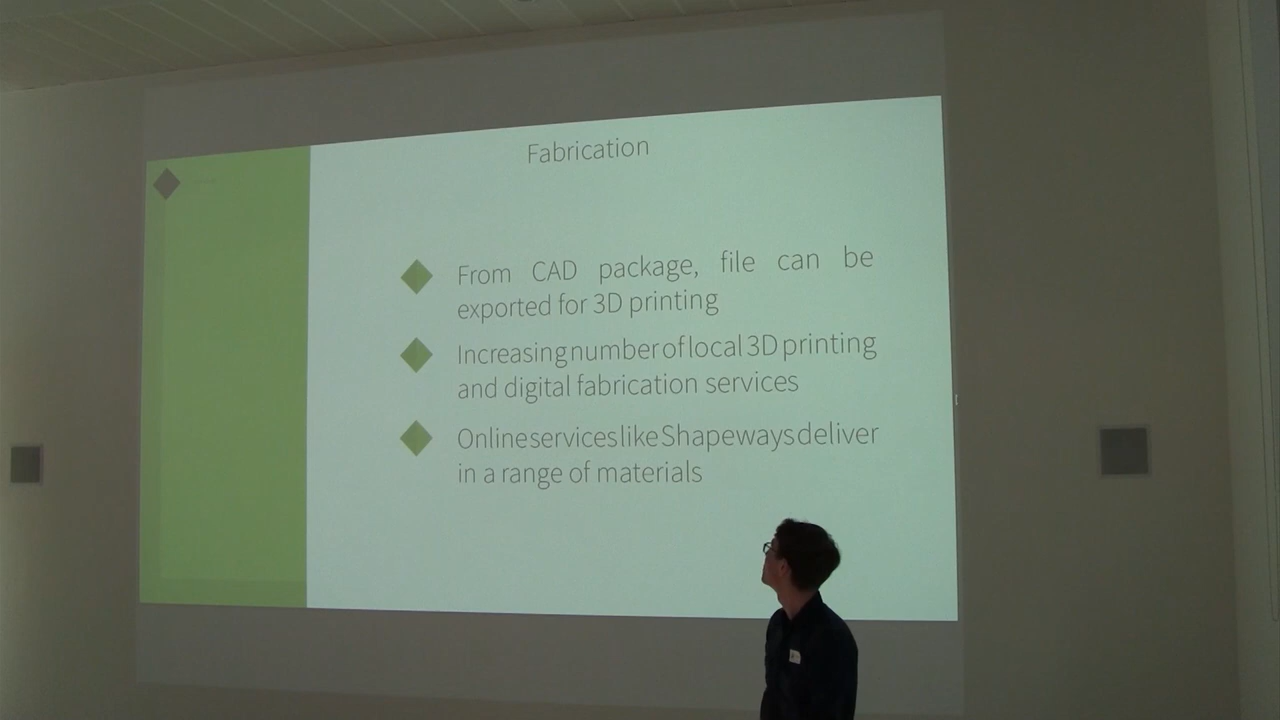 Fabrication
From CAD package, file can be
exported for 3D printing
Increasing number of local 3D printing
and digital fabrication services
Online services like Shapeways deliver
in a range of materials